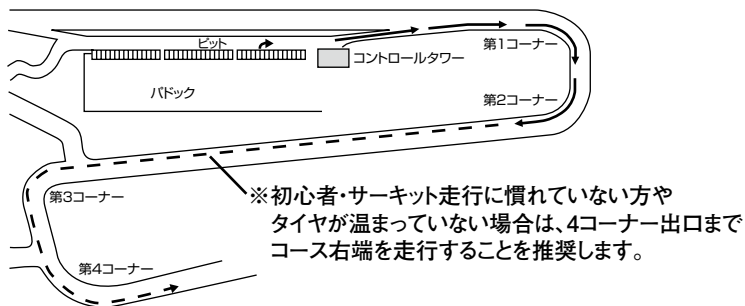 ピット
コントロールタワー
第1コーナー
パドック
第2コーナー
第3コーナー
※初心者・サーキット走行に慣れていない方や
タイヤが温まっていない場合は、4コーナー出口まで
コース右端を走行することを推奨します。
第4コーナー